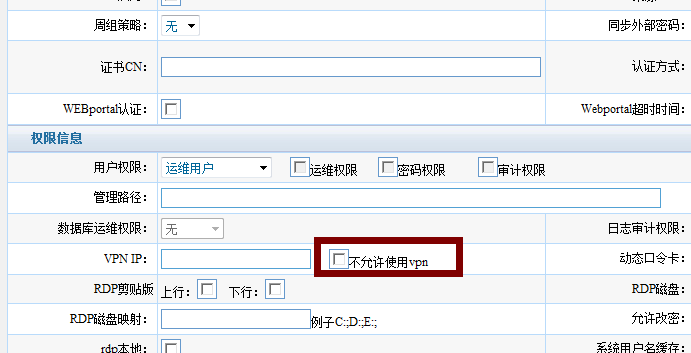 周组策略： 无 同步外部密码：
证书CN： 认证方式：
WEBportal认证： Webportal超时时间：
权限信息
用户权限： 运维用户 运维权限 密码权限 审计权限
管理路径：
数据库运维权限： 无 日志审计权限：
VPN IP： 不允许使用vpn 动态口令卡：
RDP剪贴版 上行： 下行： RDP磁盘：
RDP磁盘映射： 例子C:;D:;E:; 允许改密：
rdp本地： 系统用户名缓存：